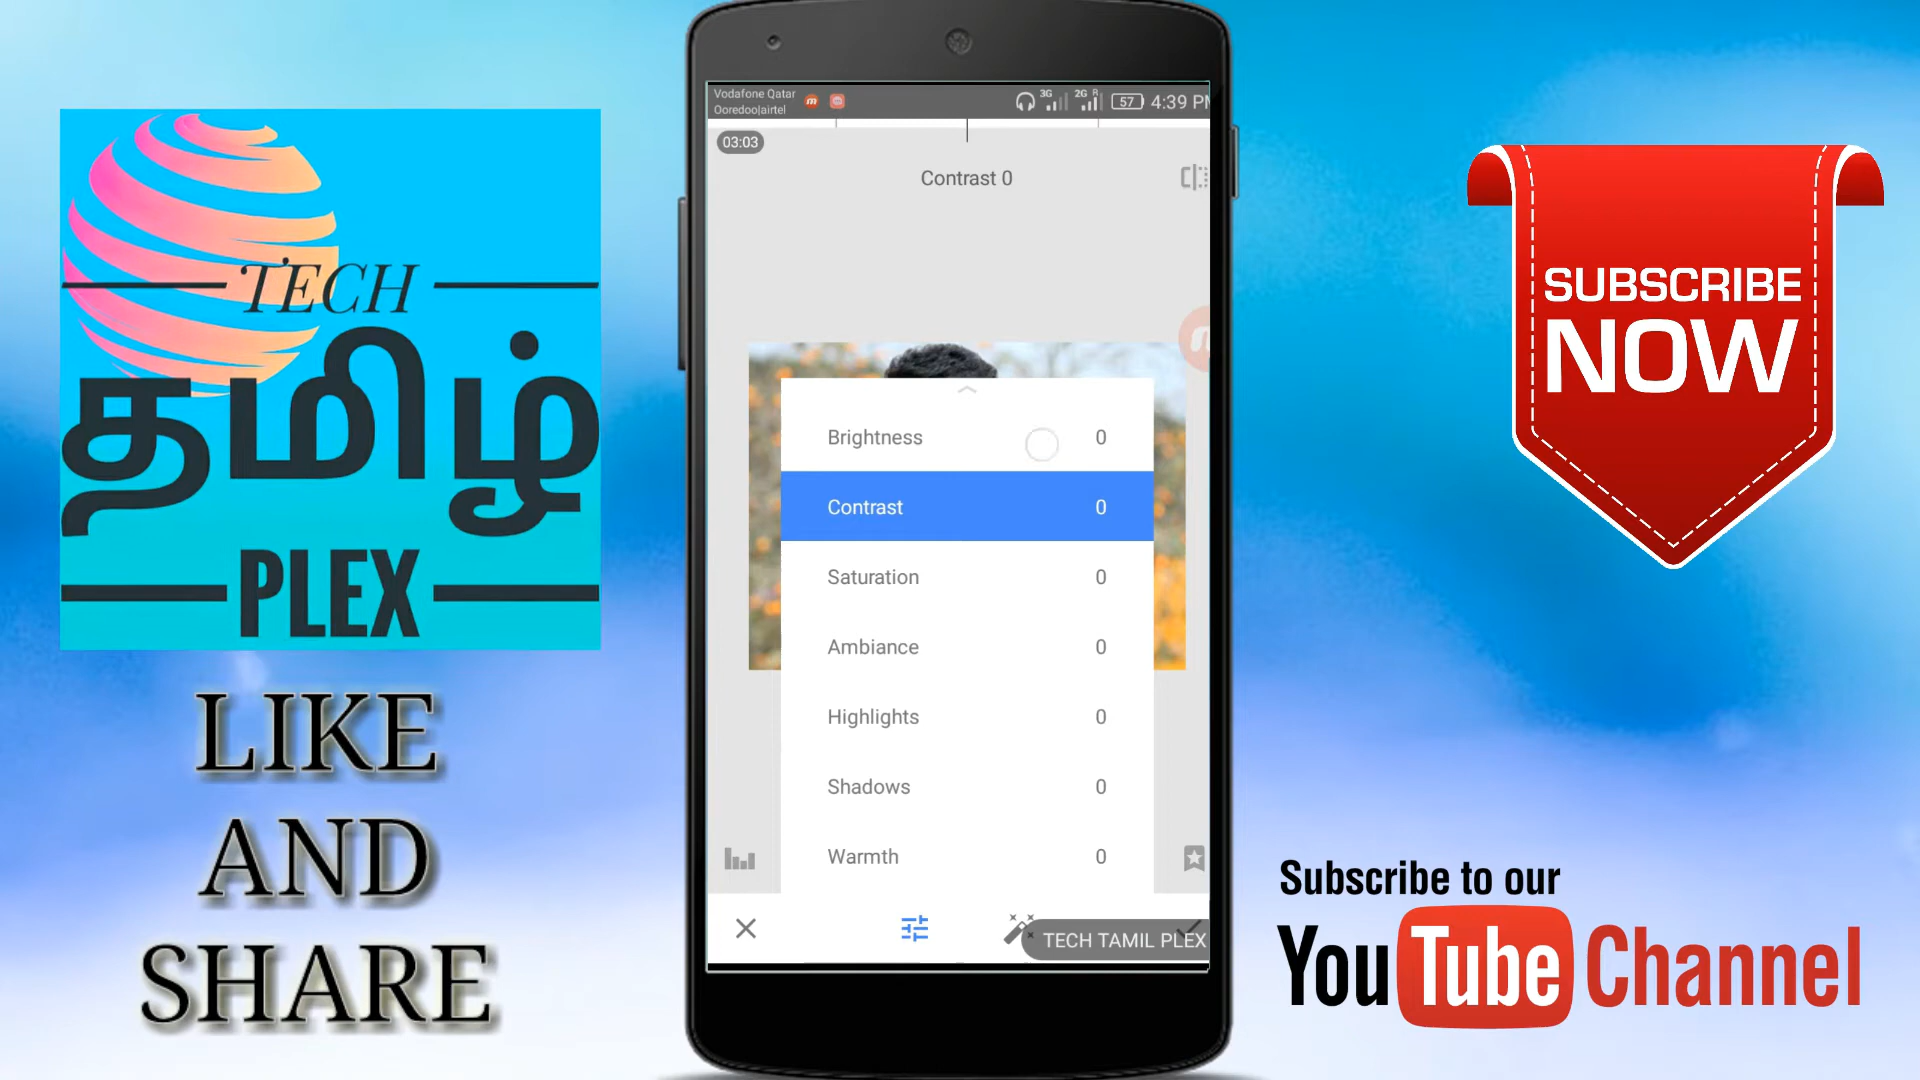 TECH
தமிழ்
PLEX
LIKE
AND
SHARE
Vodafone Qatar
Ooredoo|airtel
3G
2G R
57
4:39 PM
03:03
Contrast 0
Brightness 0
Contrast 0
Saturation 0
Ambiance 0
Highlights 0
Shadows 0
Warmth 0
TECH TAMIL PLEX
SUBSCRIBE
NOW
Subscribe to our
YouTube Channel